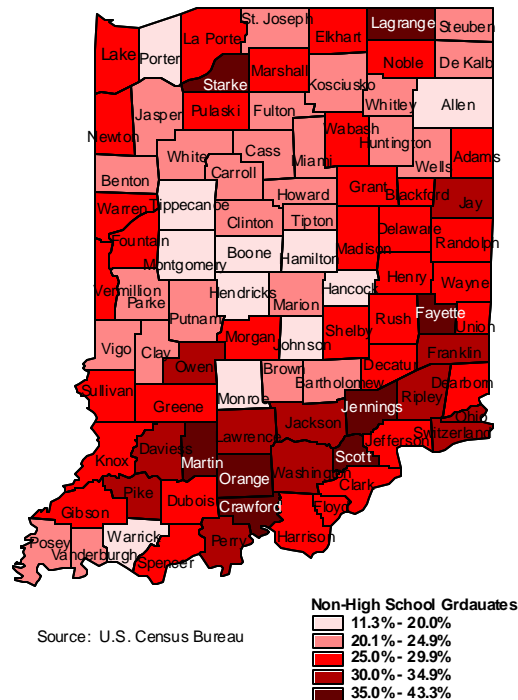 St. Joseph
Lagrange
Steuben
Elkhart
La Porte
Lake
Porter
Noble
De Kalb
Marshall
Starke
Kosciusko
Whitley
Allen
Pulaski
Fulton
Jasper
Newton
Wabash
Huntington
Cass
White
Miami
Wells
Adams
Carroll
Benton
Grant
Blackford
Howard
Jay
Warren
Tippecanoe
Clinton
Tipton
Delaware
Randolph
Fountain
Madison
Boone
Hamilton
Montgomery
Henry
Wayne
Vermillion
Hendricks
Hancock
Parke
Marion
Putnam
Rush
Fayette
Union
Shelby
Morgan
Johnson
Vigo
Clay
Franklin
Owen
Decatur
Brown
Bartholomew
Dearborn
Sullivan
Monroe
Ripley
Greene
Jennings
Ohio
Jackson
Switzerland
Lawrence
Jefferson
Daviess
Knox
Martin
Scott
Washington
Orange
Clark
Pike
Dubois
Crawford
Floyd
Gibson
Harrison
Warrick
Perry
Posey
Vanderburgh
Spencer
Non-High School Grdauates
11.3% - 20.0%
20.1% - 24.9%
25.0% - 29.9%
30.0% - 34.9%
35.0% - 43.3%
Source: U.S. Census Bureau